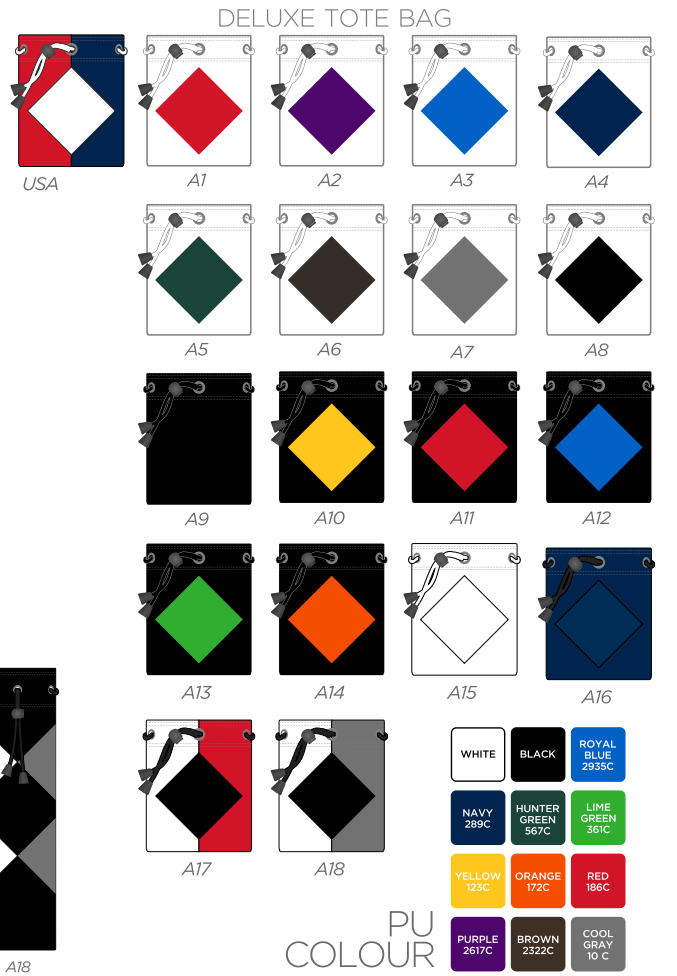 DELUXE TOTE BAG
USA
A1
A2
A3
A4
A5
A6
A7
A8
A9
A10
A11
A12
A13
A14
A15
A16
A17
A18
A18
PU
COLOUR
WHITE
BLACK
ROYAL
BLUE
2935C
NAVY
289C
HUNTER
GREEN
567C
LIME
GREEN
361C
YELLOW
123C
ORANGE
172C
RED
186C
PURPLE
2617C
BROWN
2322C
COOL
GRAY
10 C